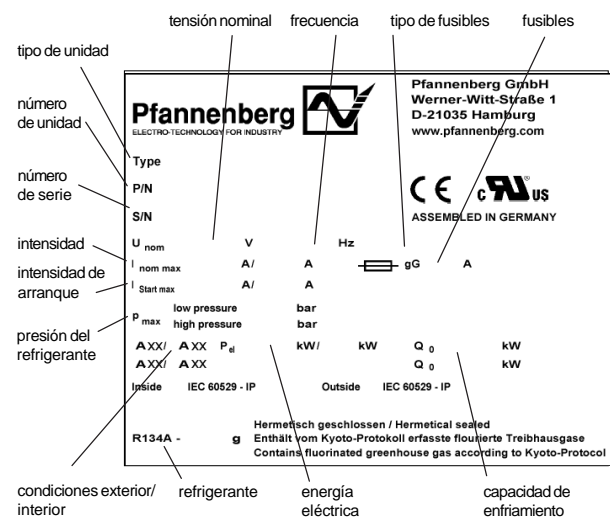 tensión nominal frecuencia tipo de fusibles fusibles
tipo de unidad
número
de unidad
número
de serie
intensidad
intensidad de
arranque
presión del
refrigerante
Pfannenberg
ELECTRO-TECHNOLOGY FOR INDUSTRY
Pfannenberg GmbH
Werner-Witt-Straße 1
D-21035 Hamburg
www.pfannenberg.com
Type
P/N
S/N
CE c RU US
ASSEMBLED IN GERMANY
U nom V Hz
I nom max A/ A gG A
I Start max A/ A
p max low pressure bar
high pressure bar
AXX/ AXX P el kW/ kW Q 0 kW
AXX/ AXX Q 0 kW
Inside IEC 60529 - IP Outside IEC 60529 - IP
Hermetisch geschlossen / Hermetical sealed
R134A - g Enthält vom Kyoto-Protokoll erfasste flourierte Treibhausgase
Contains fluorinated greenhouse gas according to Kyoto-Protocol
condiciones exterior/
interior
refrigerante
energía
eléctrica
capacidad de
enfriamiento